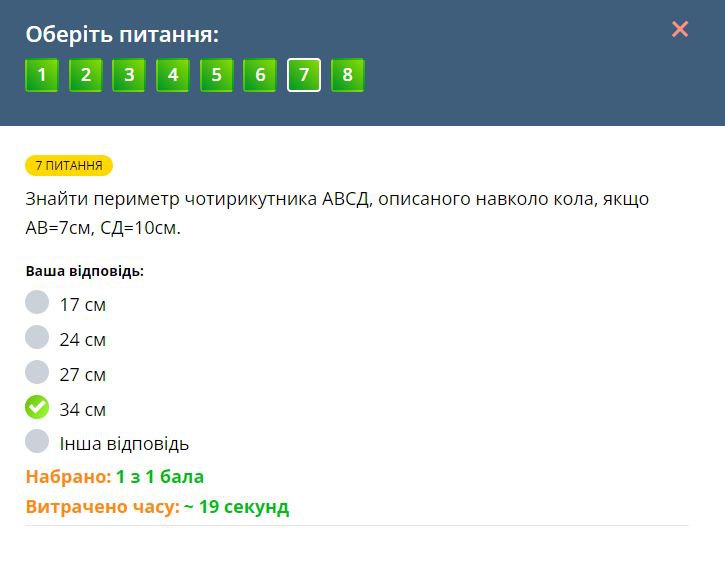 Оберіть питання:
1 2 3 4 5 6 7 8
7 ПИТАННЯ
Знайти периметр чотирикутника АВСД, описаного навколо кола, якщо
АВ=7см, СД=10см.
Ваша відповідь:
17 см
24 см
27 см
34 см
Інша відповідь
Набрано: 1 з 1 бала
Витрачено часу: ~ 19 секунд